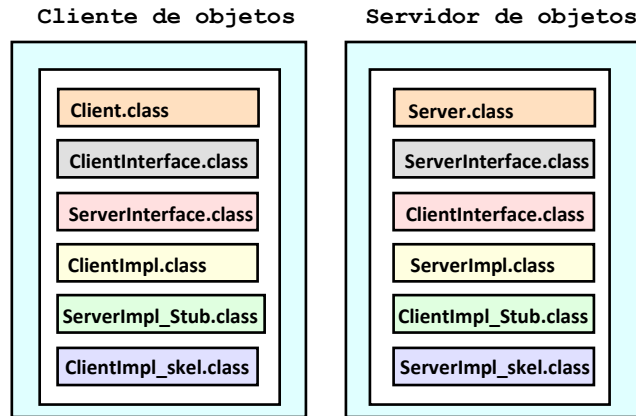 Cliente de objetos
Client.class
ClientInterface.class
ServerInterface.class
ClientImpl.class
ServerImpl_Stub.class
ClientImpl_skel.class
Servidor de objetos
Server.class
ServerInterface.class
ClientInterface.class
ServerImpl.class
ClientImpl_Stub.class
ServerImpl_skel.class